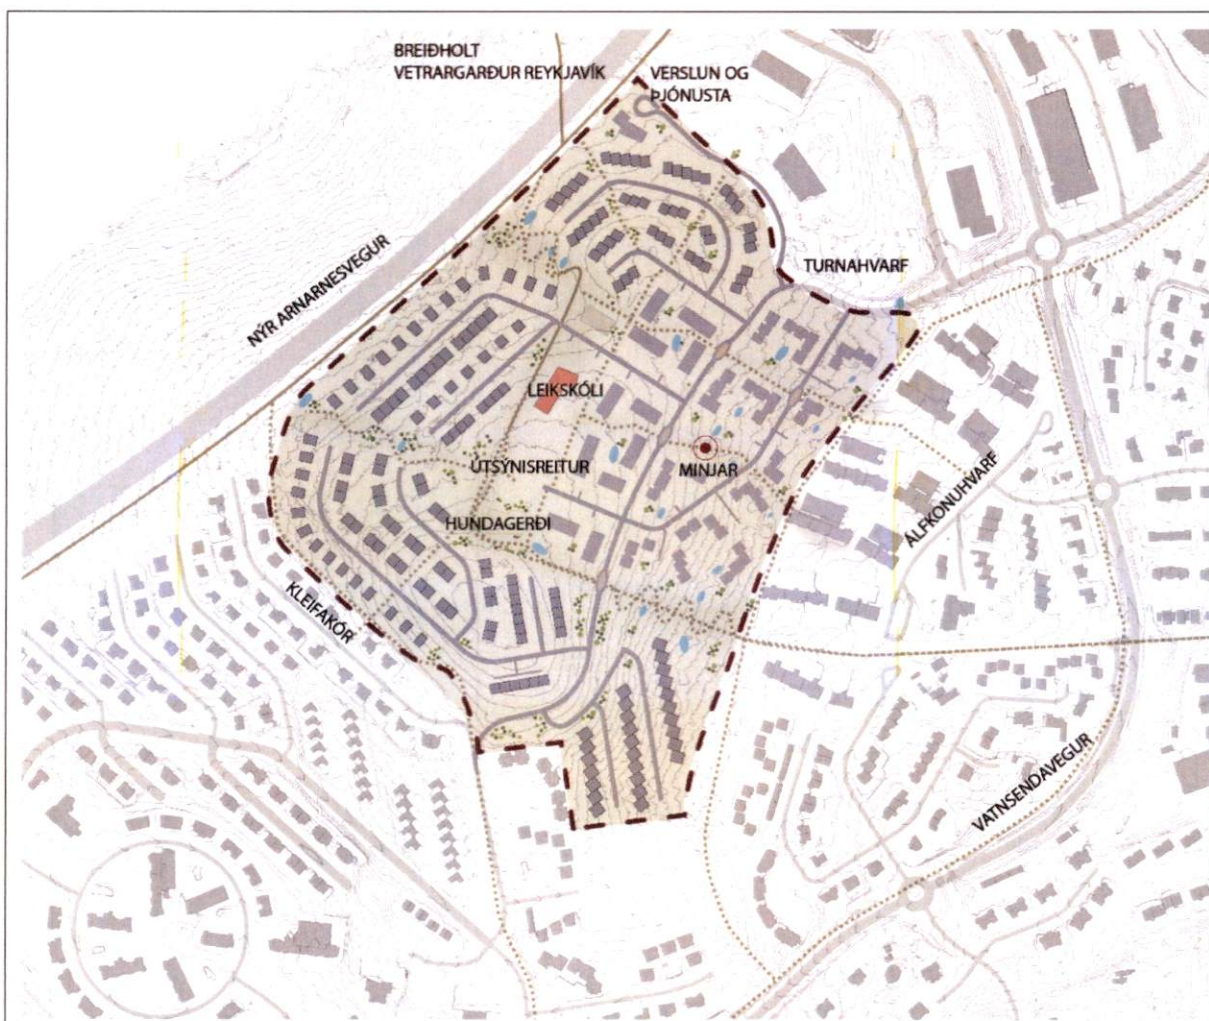 BREIÐHOLT
VETRARGARÐUR REYKJAVÍK
VERSLUN OG
ÞJÓNUSTA
NÝR ARNARNESVEGUR
TURNAHVARF
LEIKSKÓLI
ÚTSÝNISREITUR
MINJAR
HUNDAGERÐI
ÁLFKONUHVARF
KLEIFAKÓR
VATNSENDAVEGUR